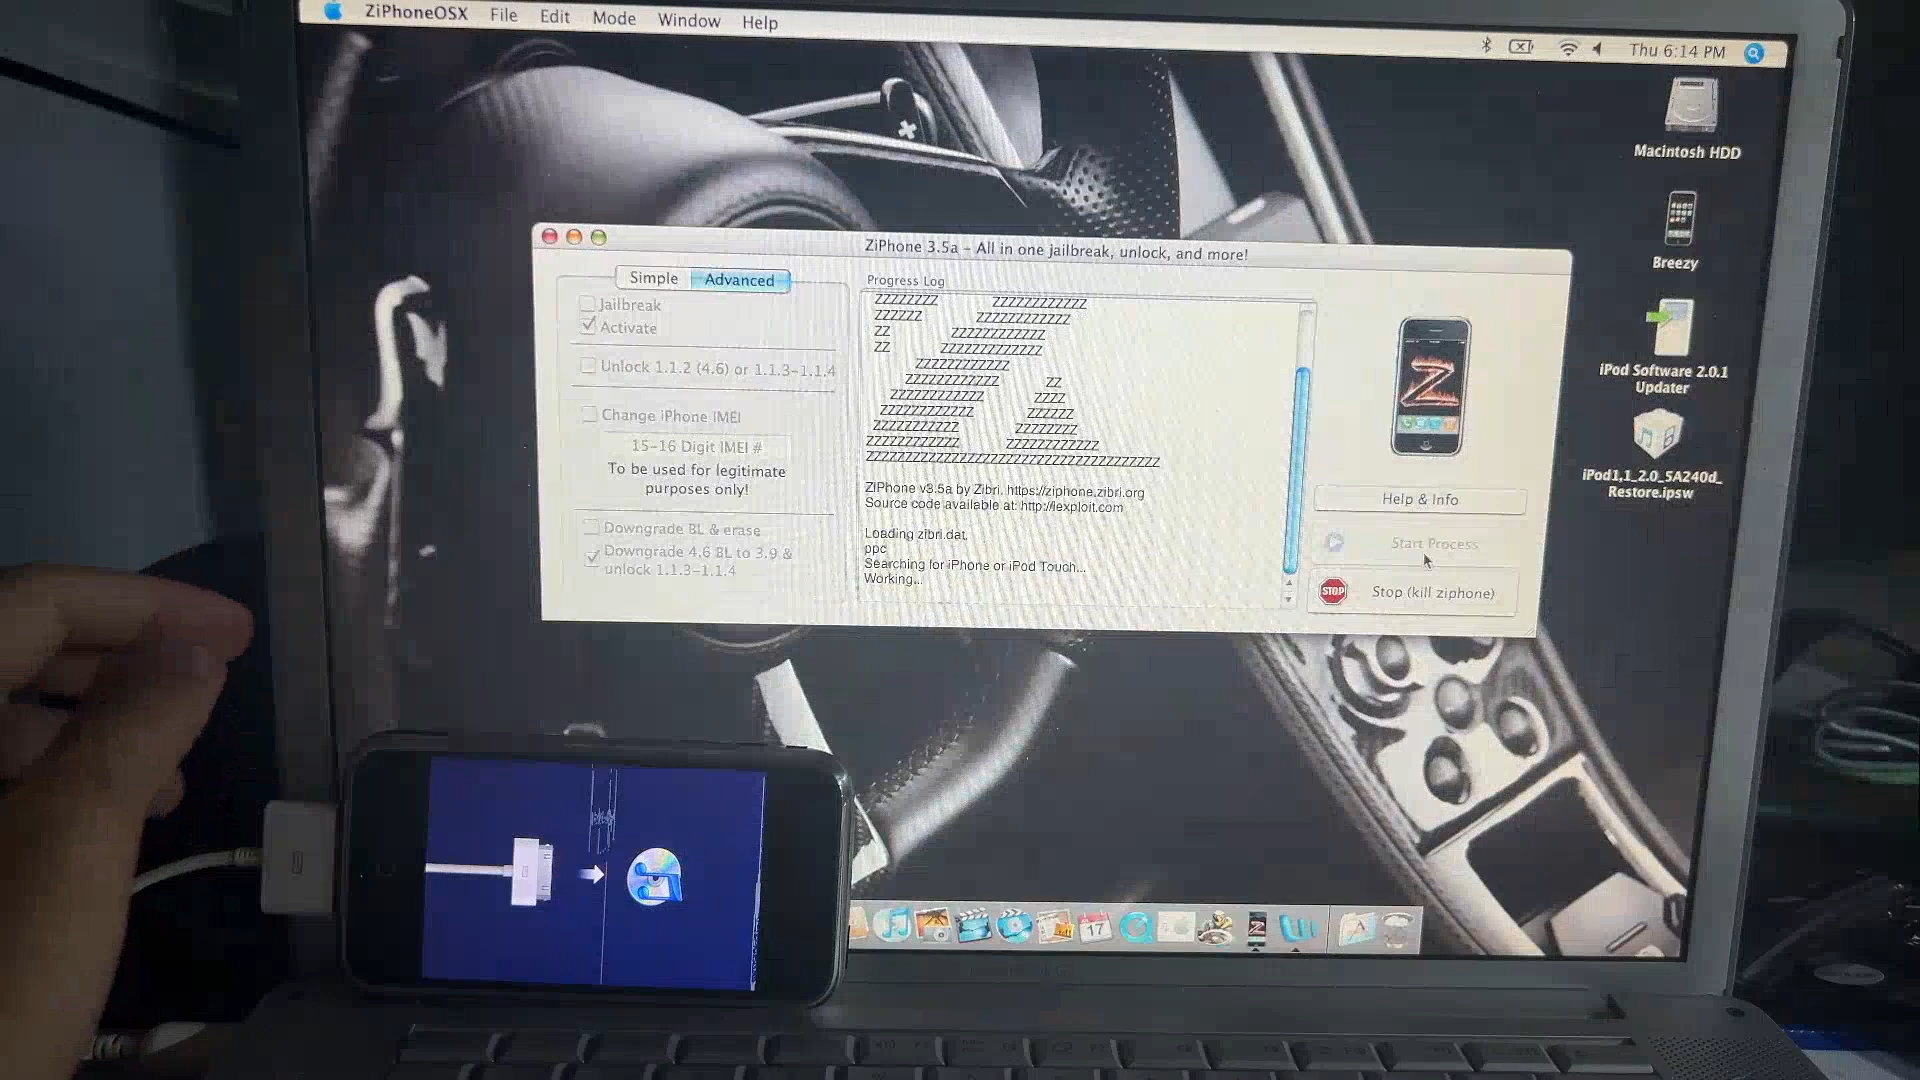 ZiPhoneOSX File Edit Mode Window Help
Thu 6:14 PM
Macintosh HDD
Breezy
iPod Software 2.0.1
Updater
iPod1,1_2.0_5A240d_
Restore.ipsw
ZiPhone 3.5a - All in one jailbreak, unlock, and more!
Simple Advanced
Jailbreak
Activate
Unlock 1.1.2 (4.6) or 1.1.3-1.1.4
Change iPhone IMEI
15-16 Digit IMEI #
To be used for legitimate
purposes only!
Downgrade BL & erase
Downgrade 4.6 BL to 3.9 &
unlock 1.1.3-1.1.4
Progress Log
ZIPhone v3.5a by Zibri. https://ziphone.zibri.org
Source code available at: http://iexploit.com
Loading zibri.dat.
ppc
Searching for iPhone or iPod Touch...
Working...
Help & Info
Start Process
STOP Stop (kill ziphone)
17